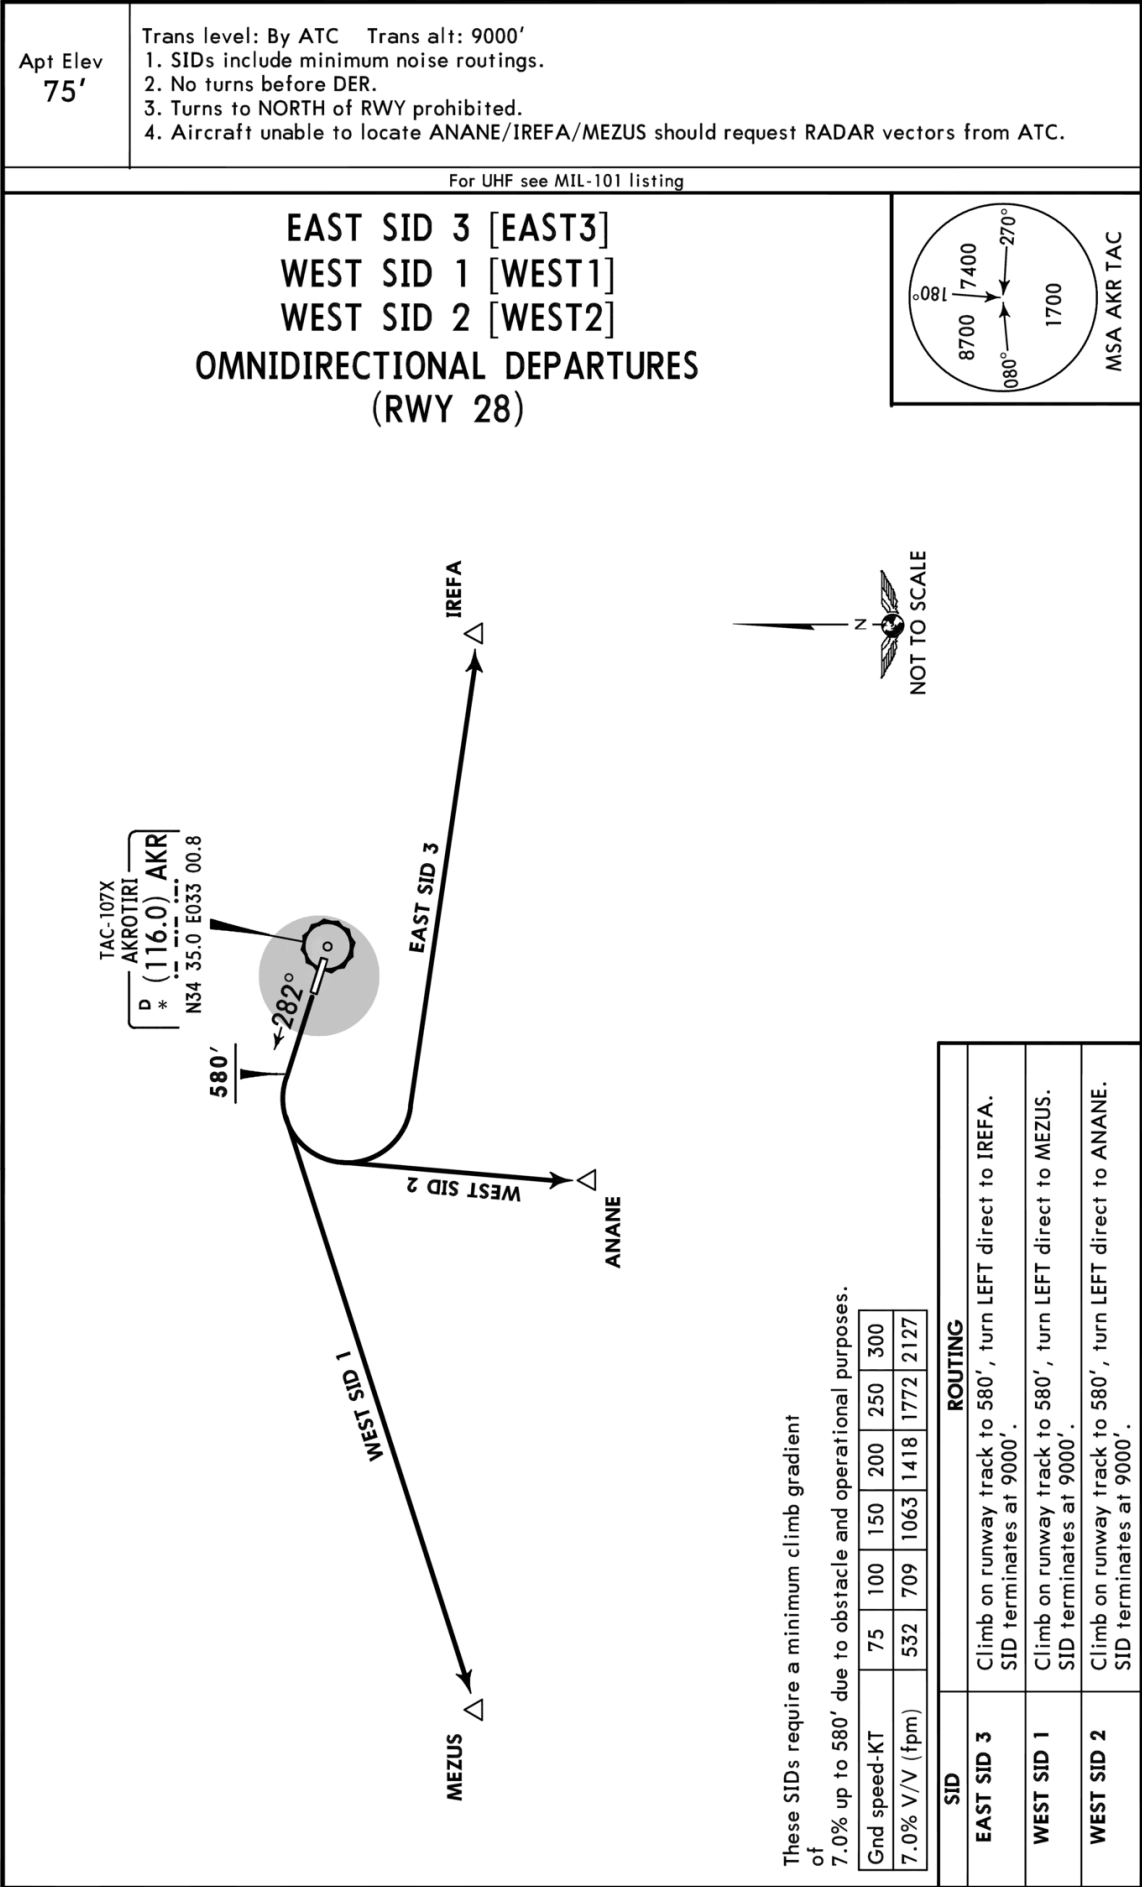 Apt Elev
75'
Trans level: By ATC Trans alt: 9000'
1. SIDs include minimum noise routings.
2. No turns before DER.
3. Turns to NORTH of RWY prohibited.
4. Aircraft unable to locate ANANE/IREFA/MEZUS should request RADAR vectors from ATC.
For UHF see MIL-101 listing
EAST SID 3 [EAST3]
WEST SID 1 [WEST1]
WEST SID 2 [WEST2]
OMNIDIRECTIONAL DEPARTURES
(RWY 28)
270°
180°
7400
8700
080°
1700
MSA AKR TAC
TAC-107X
AKROTIRI
D
* (116.0) AKR
N34 35.0 E033 00.8
580'
282°
IREFA
EAST SID 3
WEST SID 2
ANANE
WEST SID 1
MEZUS
N
NOT TO SCALE
These SIDs require a minimum climb gradient
of
7.0% up to 580' due to obstacle and operational purposes.
Gnd speed-KT 75 100 150 200 250 300
7.0% V/V (fpm) 532 709 1063 1418 1772 2127
SID ROUTING
EAST SID 3 Climb on runway track to 580', turn LEFT direct to IREFA.
SID terminates at 9000'.
WEST SID 1 Climb on runway track to 580', turn LEFT direct to MEZUS.
SID terminates at 9000'.
WEST SID 2 Climb on runway track to 580', turn LEFT direct to ANANE.
SID terminates at 9000'.